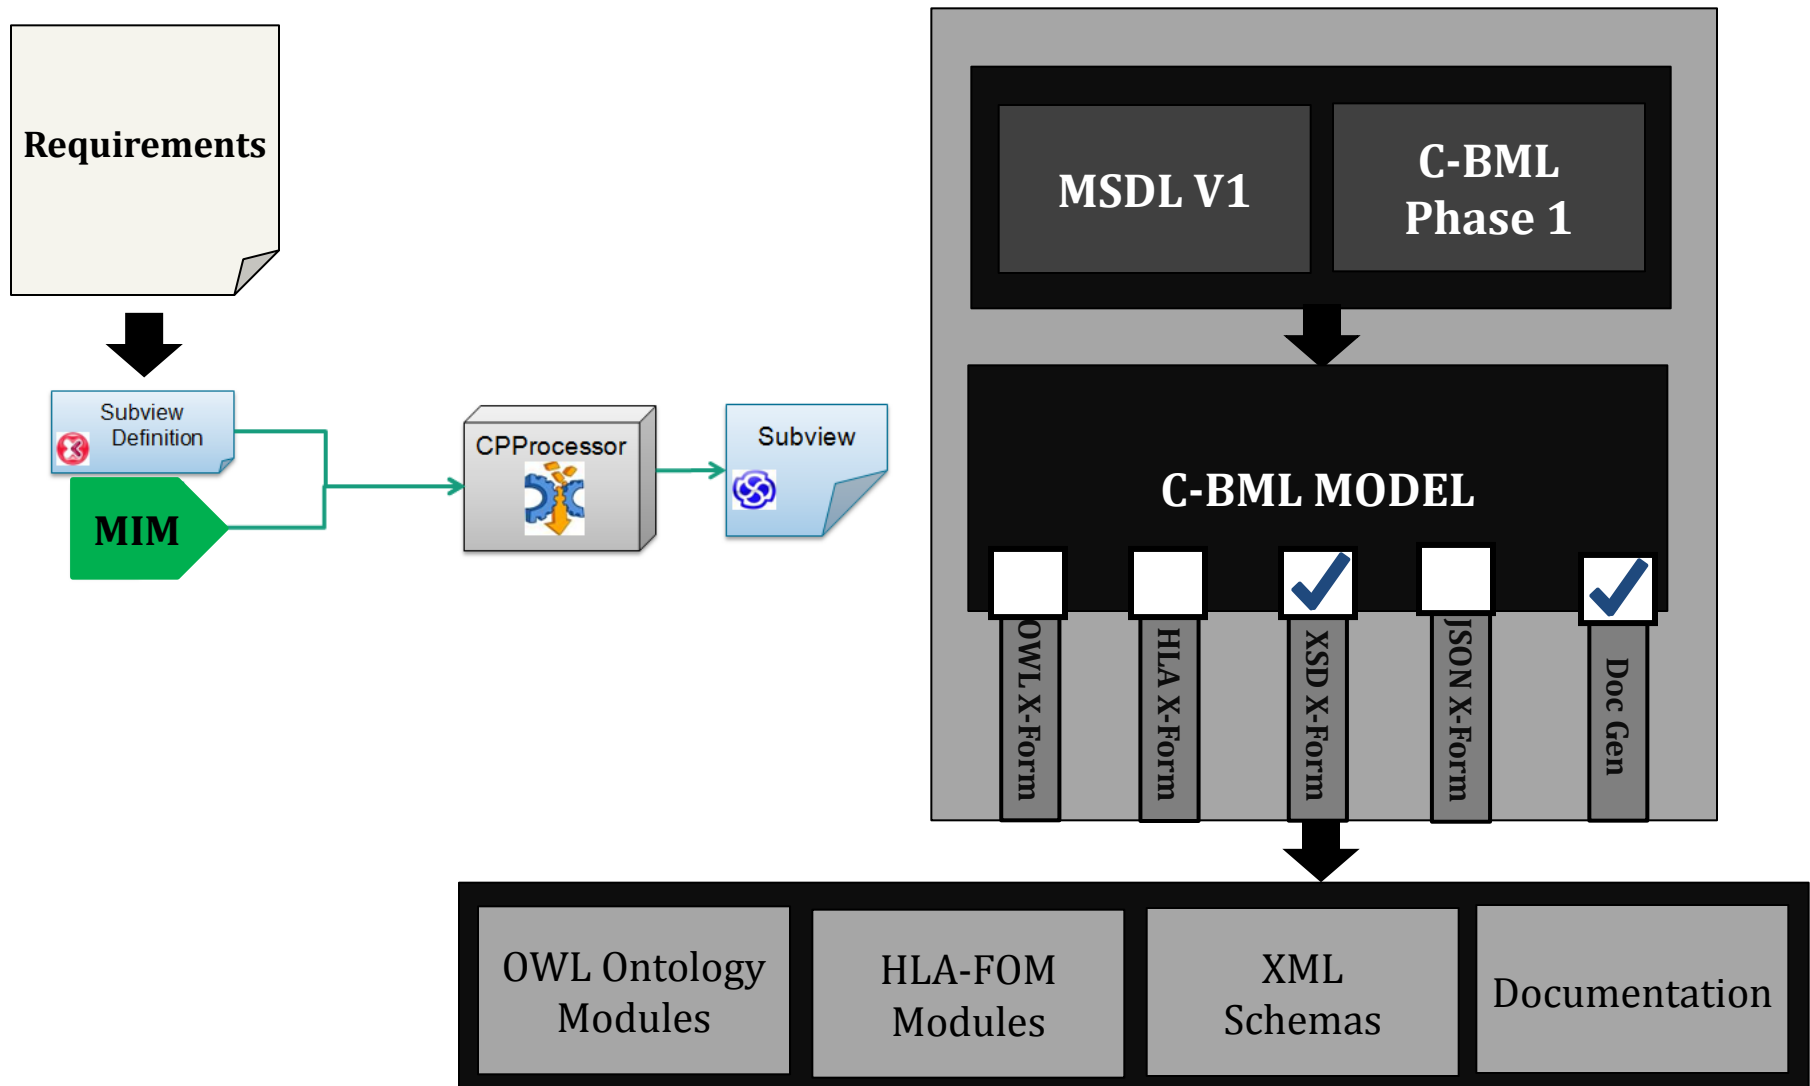 Requirements
Subview
Definition
MIM
CPProcessor
Subview
MSDL V1
C-BML
Phase 1
C-BML MODEL
OWL X-Form
HLA X-Form
XSD X-Form
JSON X-Form
Doc Gen
OWL Ontology
Modules
HLA-FOM
Modules
XML
Schemas
Documentation